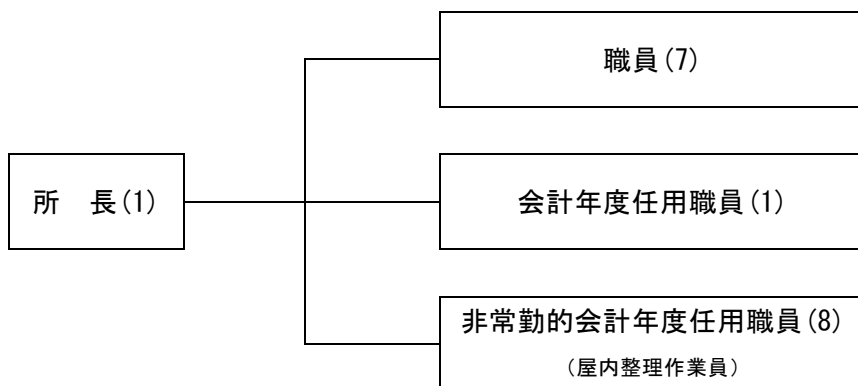 職員(7)
所　長(1)
会計年度任用職員(1)
非常勤的会計年度任用職員(8)
（屋内整理作業員）